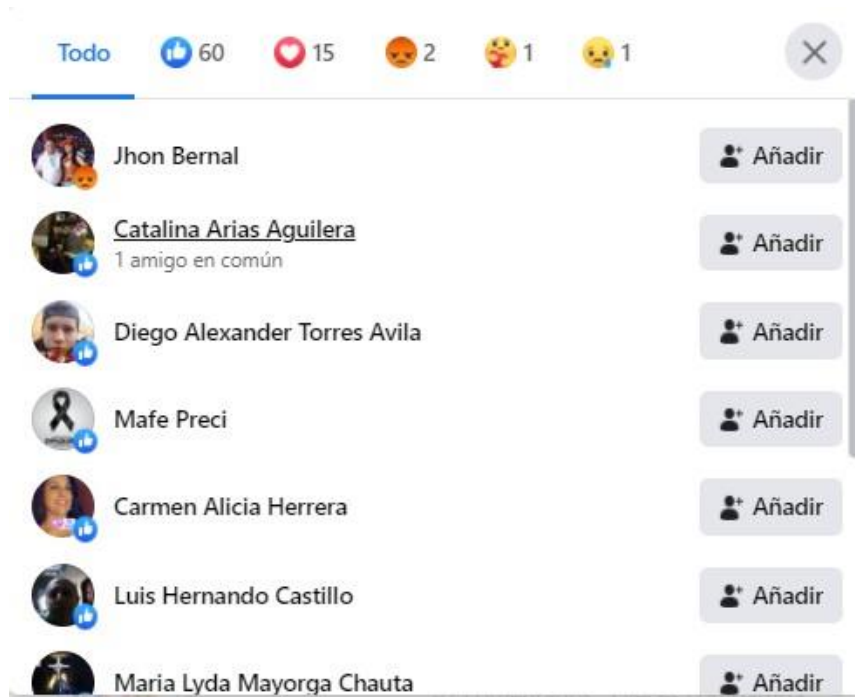 Todo 60 15 2 1 1
Jhon Bernal Añadir
Catalina Arias Aguilera Añadir
1 amigo en común
Diego Alexander Torres Avila Añadir
Mafe Preci Añadir
Carmen Alicia Herrera Añadir
Luis Hernando Castillo Añadir
Maria Lyda Mayorga Chauta Añadir